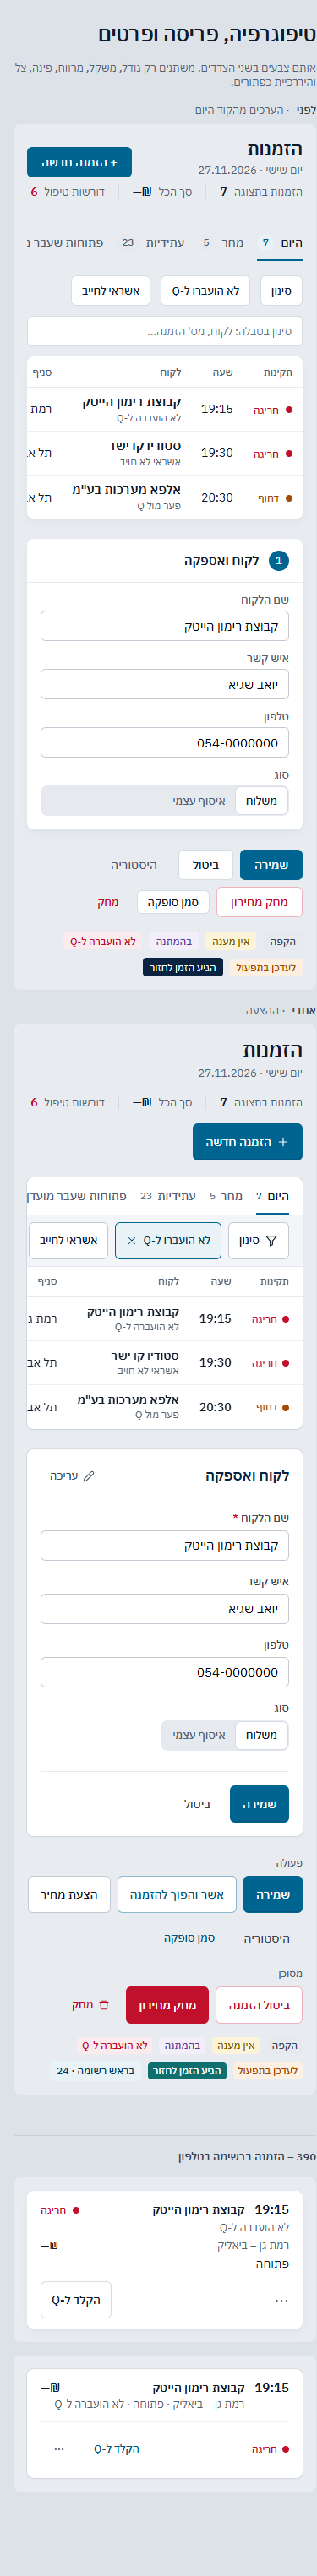 טיפוגרפיה, פריסה ופרטים
אותם צבעים בשני הצדדים. משתנים רק גודל, משקל, מרווח, פינה, צל
והיררכיית כפתורים.
לפני · הערכים מהקוד היום
הזמנות
+ הזמנה חדשה
יום שישי · 27.11.2026
הזמנות בתצוגה 7
סך הכל ₪—
דורשות טיפול 6
היום 7 מחר 5 עתידיות 23 פתוחות שעבר מ
סינון לא הועברו ל-Q אשראי לחייב
סינון בטבלה: לקוח, מס' הזמנה...
תקינות שעה לקוח סניף
חריגה 19:15 קבוצת רימון הייטק רמת
לא הועברה ל-Q
חריגה 19:30 סטודיו קו ישר תל א
אשראי לא חויב
דחוף 20:30 אלפא מערכות בע"מ תל א
פער מול Q
1 לקוח ואספקה
שם הלקוח
קבוצת רימון הייטק
איש קשר
יואב שגיא
טלפון
054-0000000
סוג
משלוח איסוף עצמי
שמירה ביטול היסטוריה
מחק מחירון סמן סופקה מחק
הקפה אין מענה בהמתנה לא הועברה ל-Q
לעדכן בתפעול הגיע הזמן לחזור
אחרי · ההצעה
הזמנות
יום שישי · 27.11.2026
הזמנות בתצוגה 7
סך הכל ₪—
דורשות טיפול 6
+ הזמנה חדשה
היום 7 מחר 5 עתידיות 23 פתוחות שעבר מועדן
סינון לא הועברו ל-Q × אשראי לחייב
תקינות שעה לקוח סניף
חריגה 19:15 קבוצת רימון הייטק רמת ג
לא הועברה ל-Q
חריגה 19:30 סטודיו קו ישר תל אב
אשראי לא חויב
דחוף 20:30 אלפא מערכות בע"מ תל אב
פער מול Q
לקוח ואספקה
עריכה
שם הלקוח *
קבוצת רימון הייטק
איש קשר
יואב שגיא
טלפון
054-0000000
סוג
משלוח איסוף עצמי
שמירה ביטול
פעולה
שמירה אשר והפוך להזמנה הצעת מחיר
היסטוריה סמן סופקה
מסוכן
ביטול הזמנה מחק מחירון מחק
הקפה אין מענה בהמתנה לא הועברה ל-Q
לעדכן בתפעול הגיע הזמן לחזור בראש רשומה · 24
390 – הזמנה ברשימה בטלפון
19:15 קבוצת רימון הייטק
חריגה
לא הועברה ל-Q
רמת גן – ביאליק
₪—
פתוחה
... הקלד ל-Q
19:15 קבוצת רימון הייטק
₪—
רמת גן – ביאליק · פתוחה · לא הועברה ל-Q
חריגה הקלד ל-Q ...